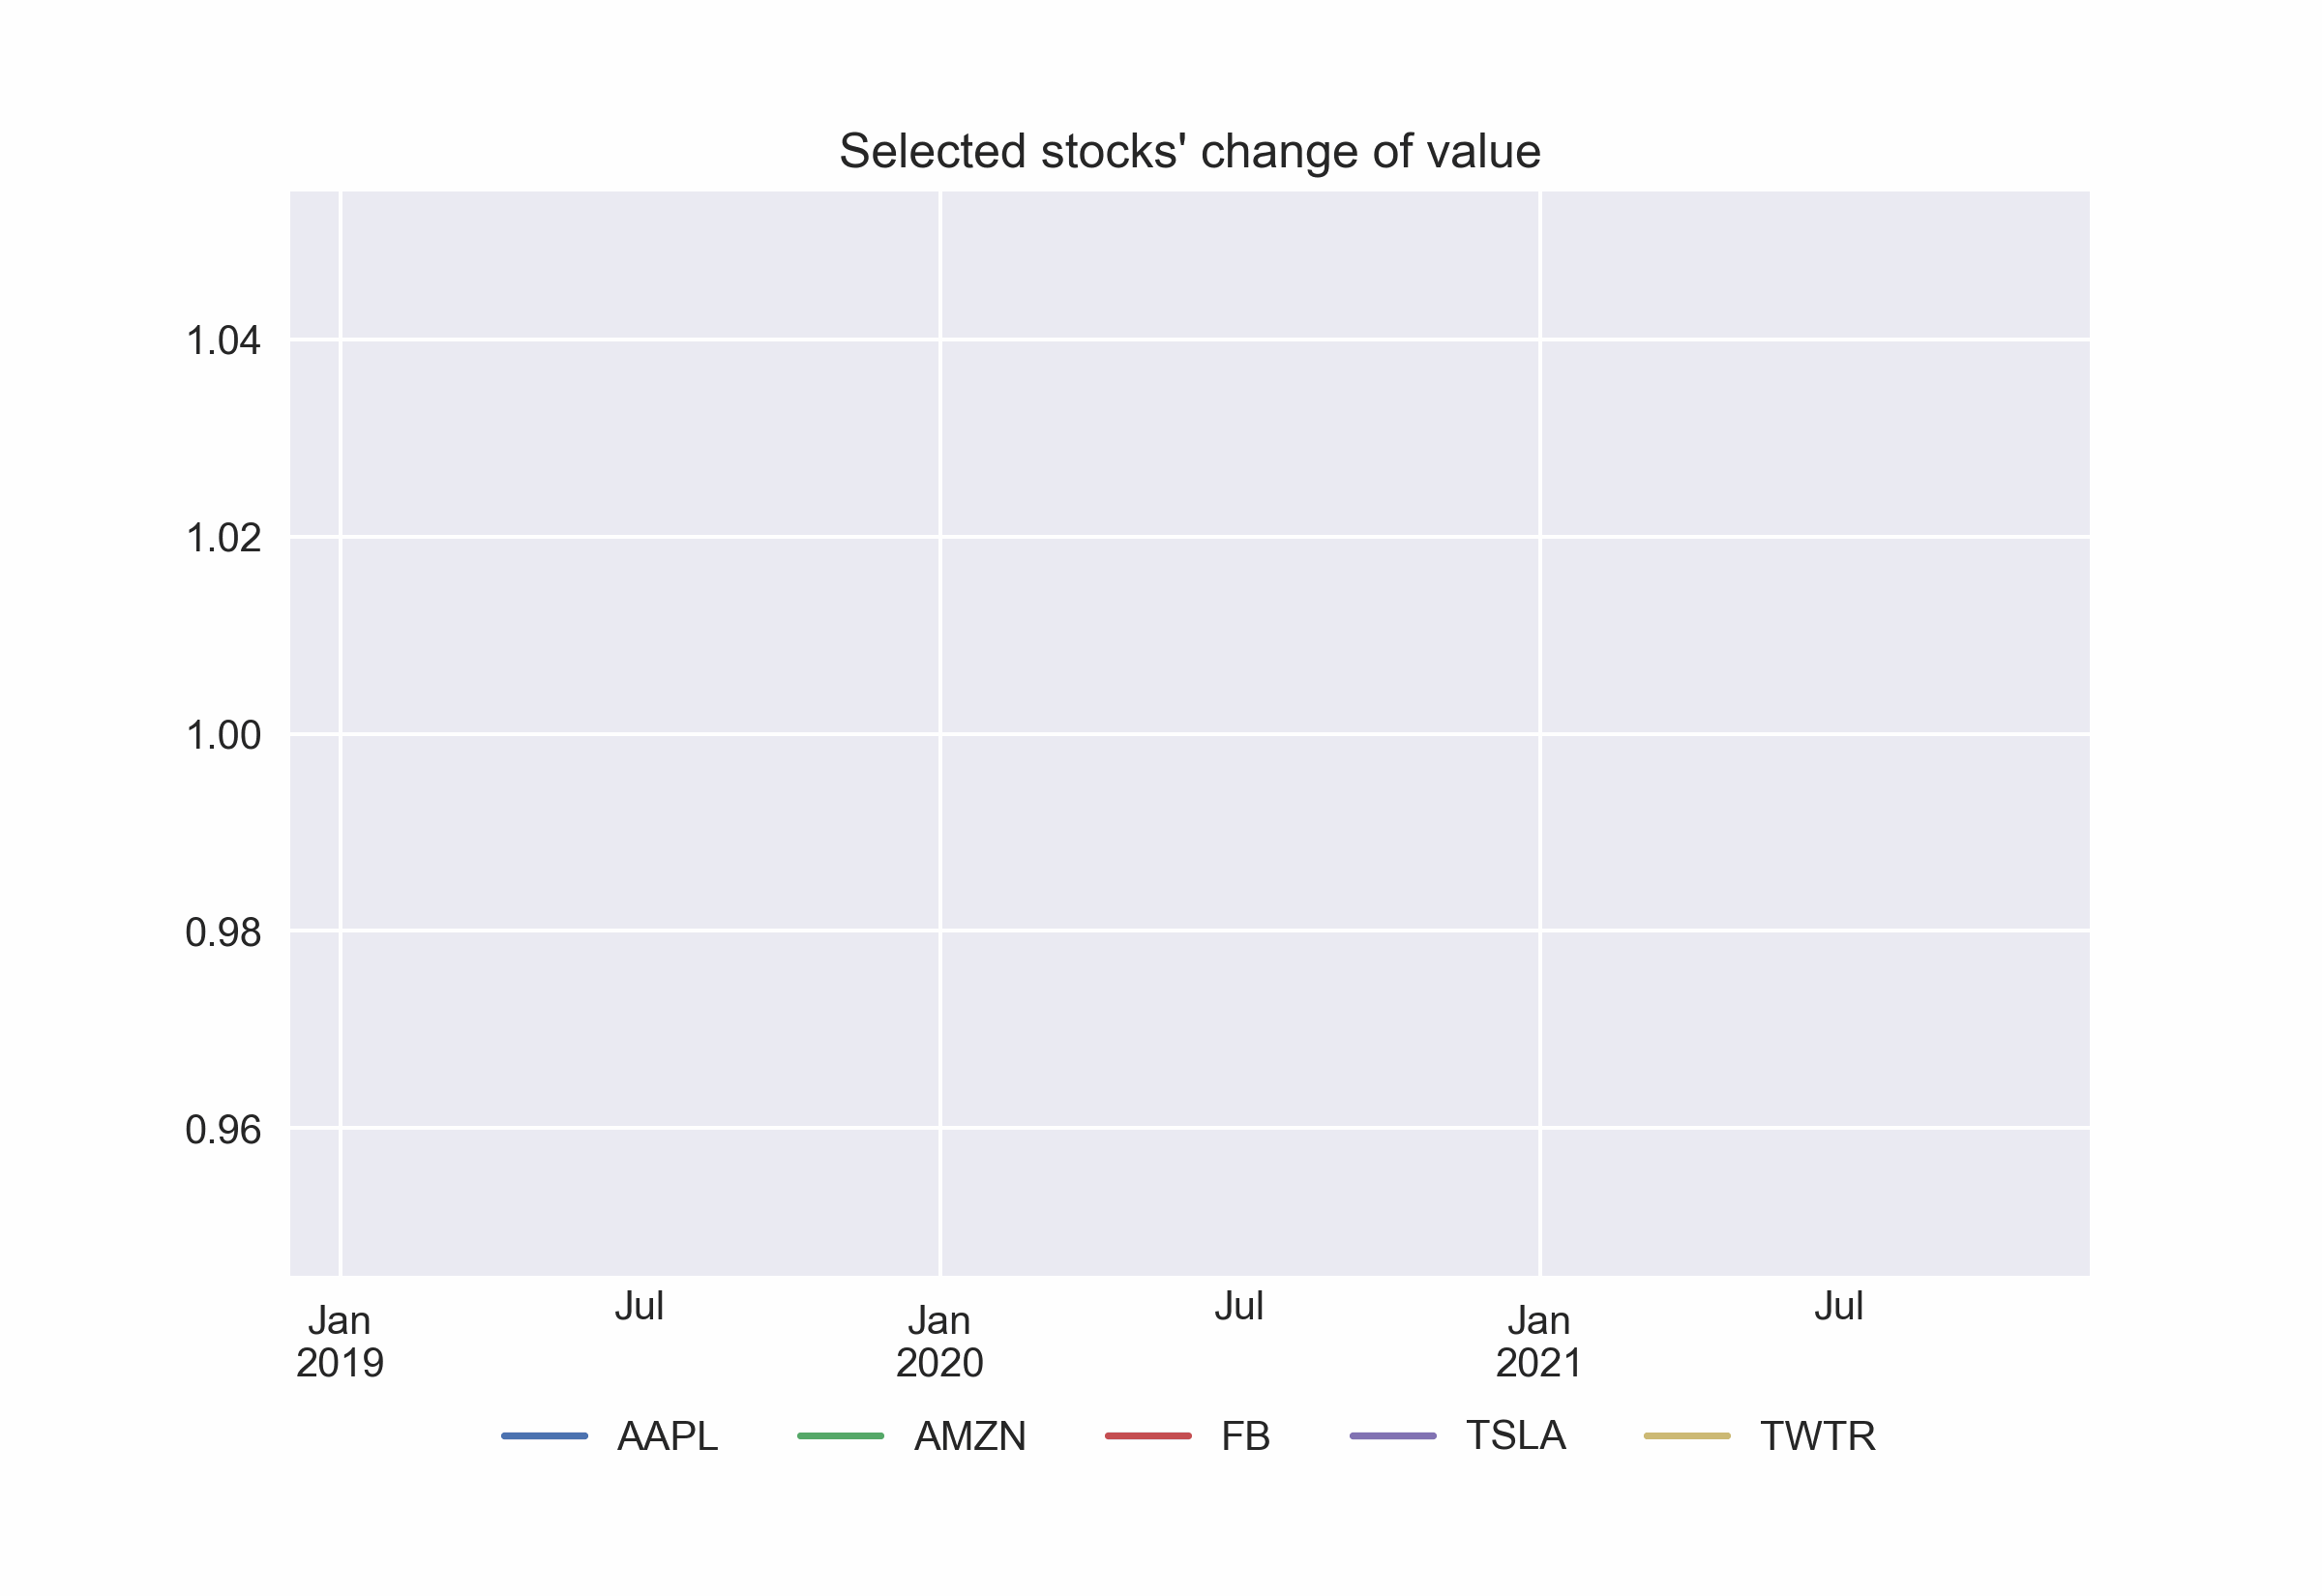 Selected stocks' change of value
1.04
1.02
1.00
0.98
0.96
Jan
2019
Jul
Jan
2020
Jul
Jan
2021
Jul
AAPL AMZN FB TSLA TWTR